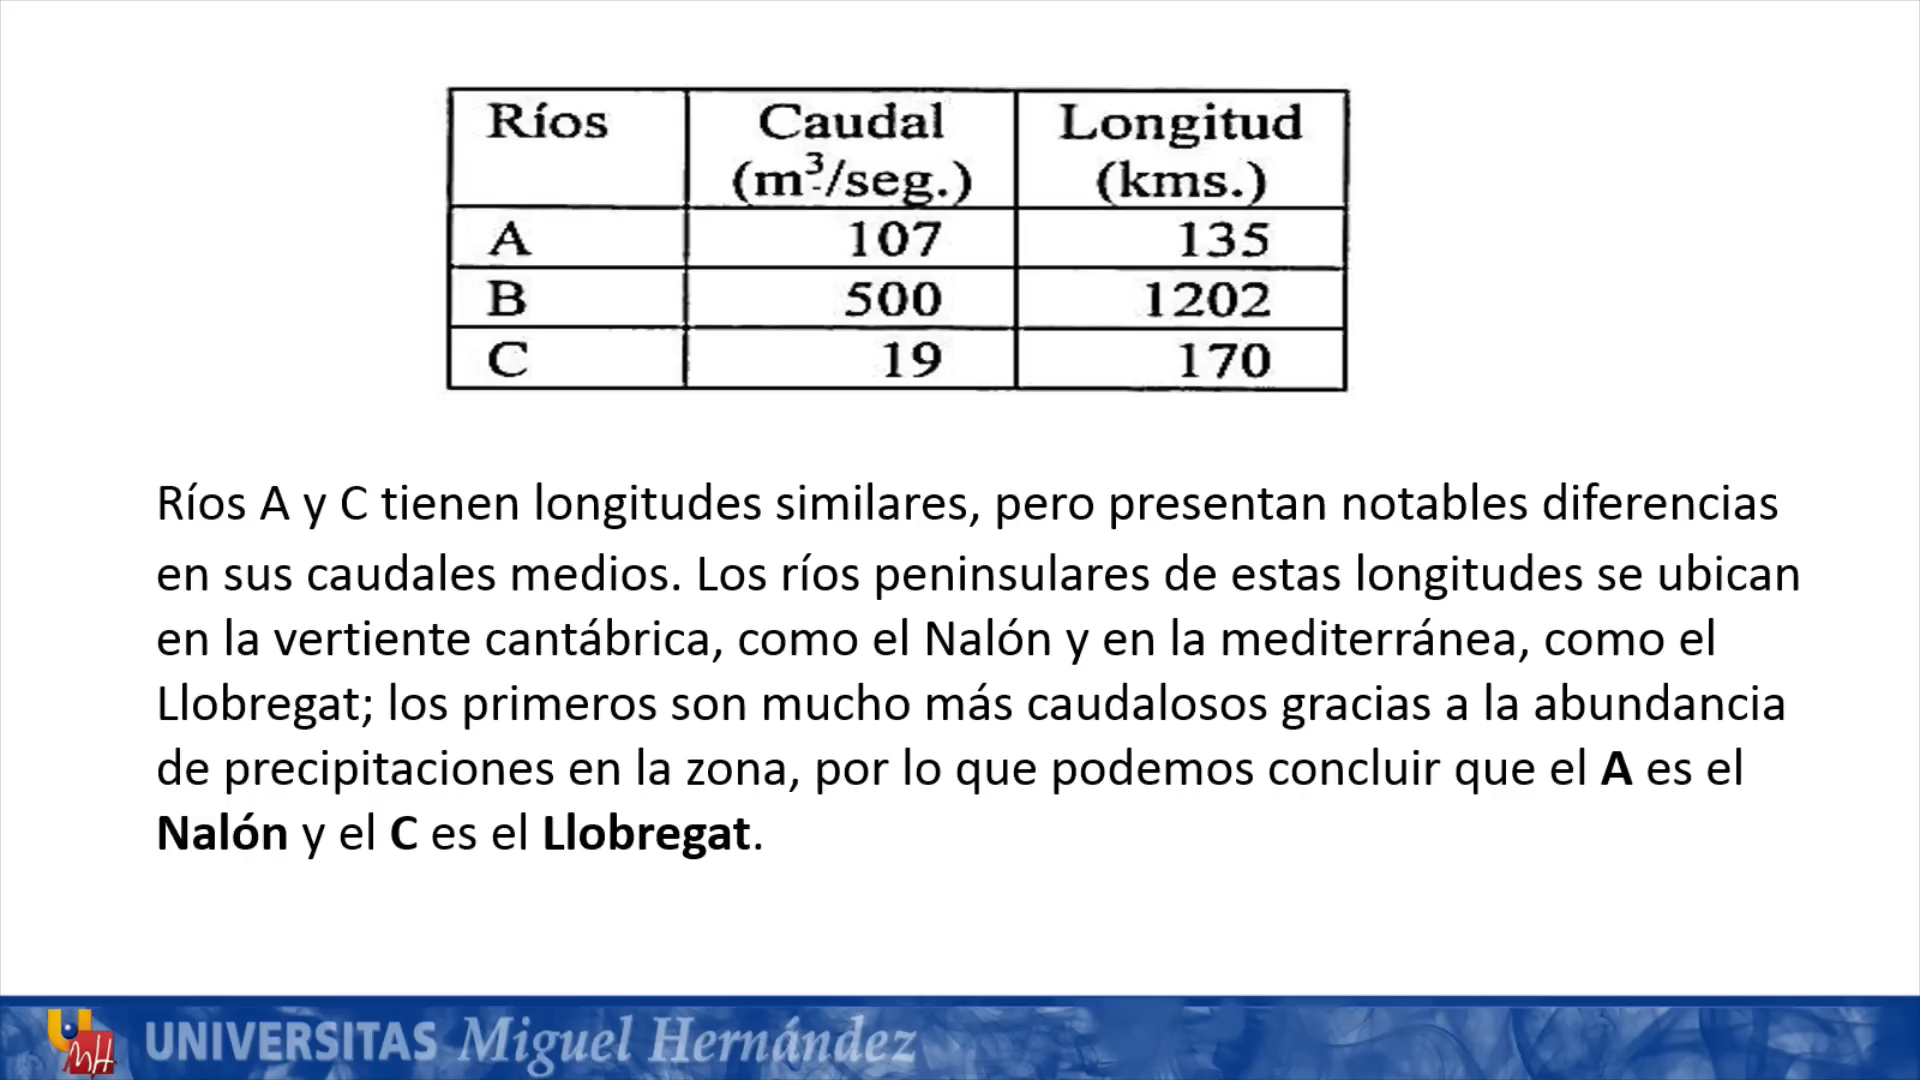 Ríos Caudal Longitud
(m³/seg.) (kms.)
A 107 135
B 500 1202
C 19 170
Ríos A y C tienen longitudes similares, pero presentan notables diferencias
en sus caudales medios. Los ríos peninsulares de estas longitudes se ubican
en la vertiente cantábrica, como el Nalón y en la mediterránea, como el
Llobregat; los primeros son mucho más caudalosos gracias a la abundancia
de precipitaciones en la zona, por lo que podemos concluir que el A es el
Nalón y el C es el Llobregat.
UNIVERSITAS Miguel Hernández